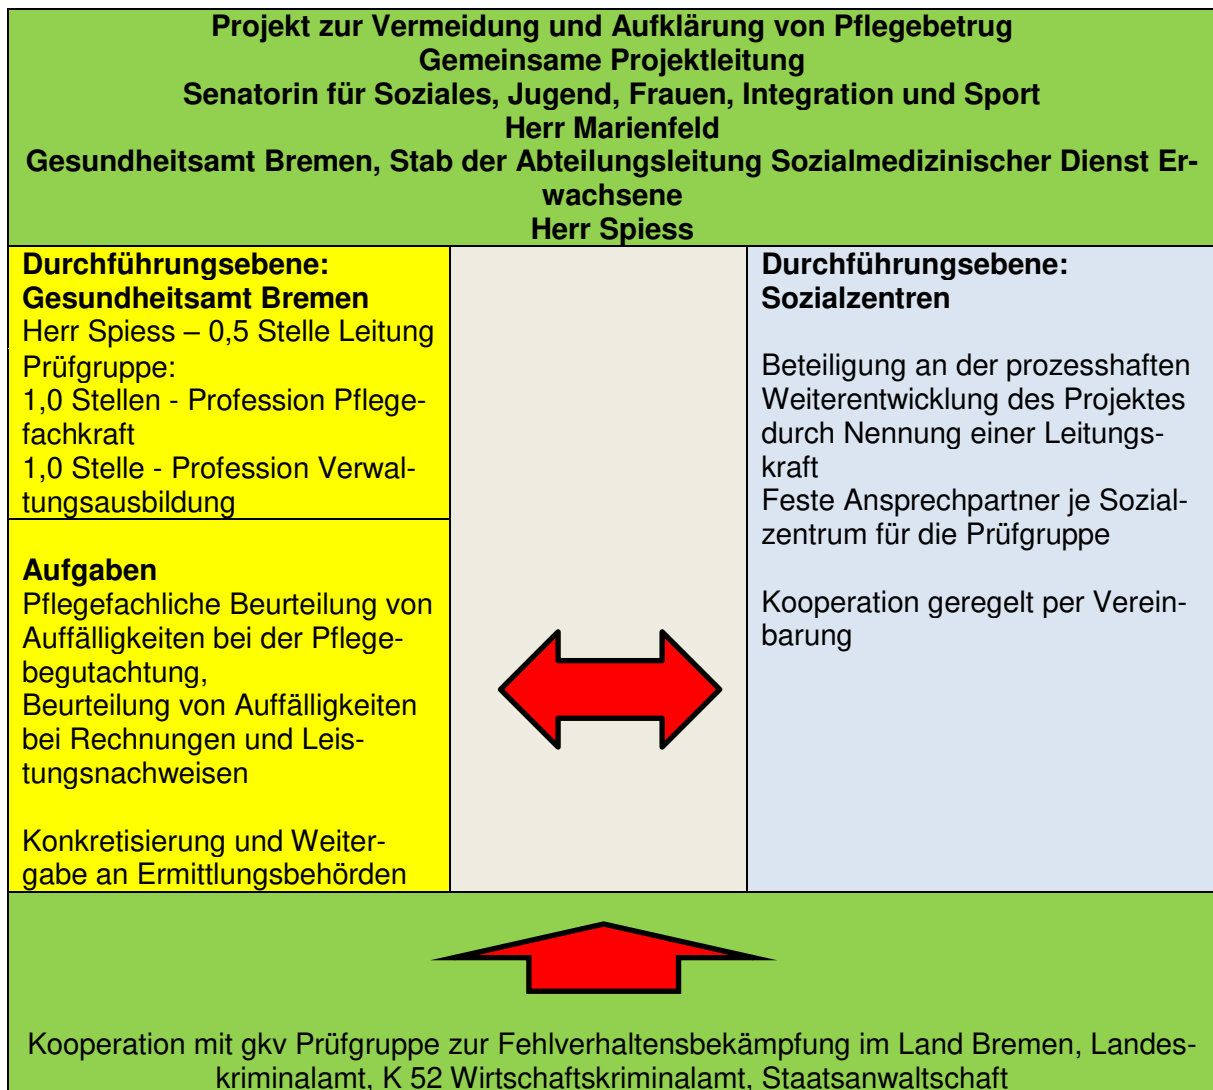 Projekt zur Vermeidung und Aufklärung von Pflegebetrug
Gemeinsame Projektleitung
Senatorin für Soziales, Jugend, Frauen, Integration und Sport
Herr Marienfeld
Gesundheitsamt Bremen, Stab der Abteilungsleitung Sozialmedizinischer Dienst Er-
wachsene
Herr Spiess
Durchführungsebene:
Gesundheitsamt Bremen
Herr Spiess – 0,5 Stelle Leitung
Prüfgruppe:
1,0 Stellen - Profession Pflege-
fachkraft
1,0 Stelle - Profession Verwal-
tungsausbildung
Aufgaben
Pflegefachliche Beurteilung von
Auffälligkeiten bei der Pflege-
begutachtung,
Beurteilung von Auffälligkeiten
bei Rechnungen und Leis-
tungsnachweisen
Konkretisierung und Weiter-
gabe an Ermittlungsbehörden
Durchführungsebene:
Sozialzentren
Beteiligung an der prozesshaften
Weiterentwicklung des Projektes
durch Nennung einer Leitungs-
kraft
Feste Ansprechpartner je Sozial-
zentrum für die Prüfgruppe
Kooperation geregelt per Verein-
barung
Kooperation mit gkv Prüfgruppe zur Fehlverhaltensbekämpfung im Land Bremen, Landes-
kriminalamt, K 52 Wirtschaftskriminalamt, Staatsanwaltschaft